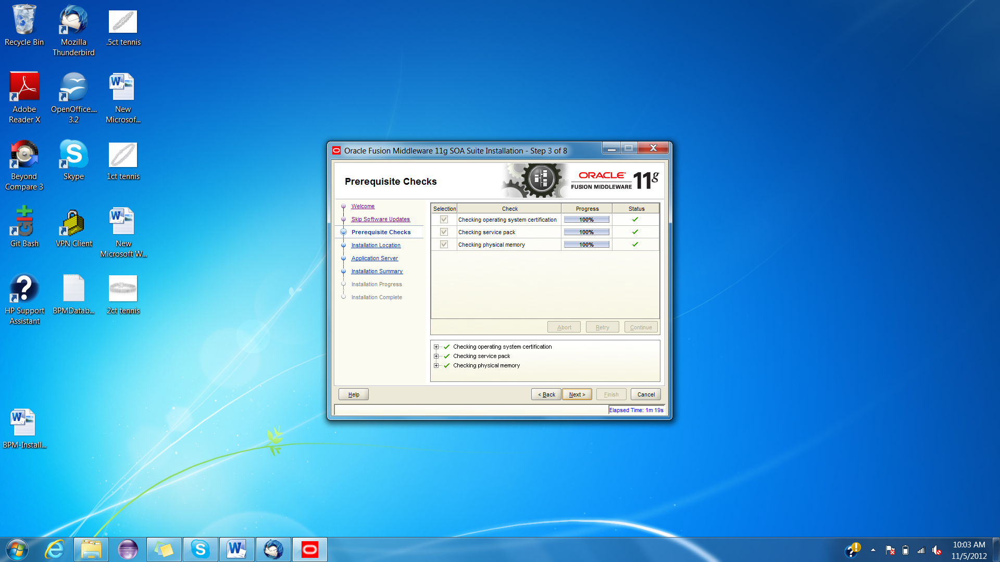 Recycle Bin
Mozilla
Thunderbird
.5ct tennis
Adobe
Reader X
OpenOffice....
3.2
New
Microsof...
Beyond
Compare 3
Skype
1ct tennis
Git Bash
VPN Client
New
Microsoft W...
HP Support
Assistant
BPMDatab...
2ct tennis
BPM-Install...
Oracle Fusion Middleware 11g SOA Suite Installation - Step 3 of 8
Prerequisite Checks
ORACLE
FUSION MIDDLEWARE 11g
Welcome
Skip Software Updates
Prerequisite Checks
Installation Location
Application Server
Installation Summary
Installation Progress
Installation Complete
Selection Check Progress Status
Checking operating system certification 100%
Checking service pack 100%
Checking physical memory 100%
Abort Retry Continue
Checking operating system certification
Checking service pack
Checking physical memory
Help < Back Next > Finish Cancel
Elapsed Time: 1m 19s
10:03 AM
11/5/2012